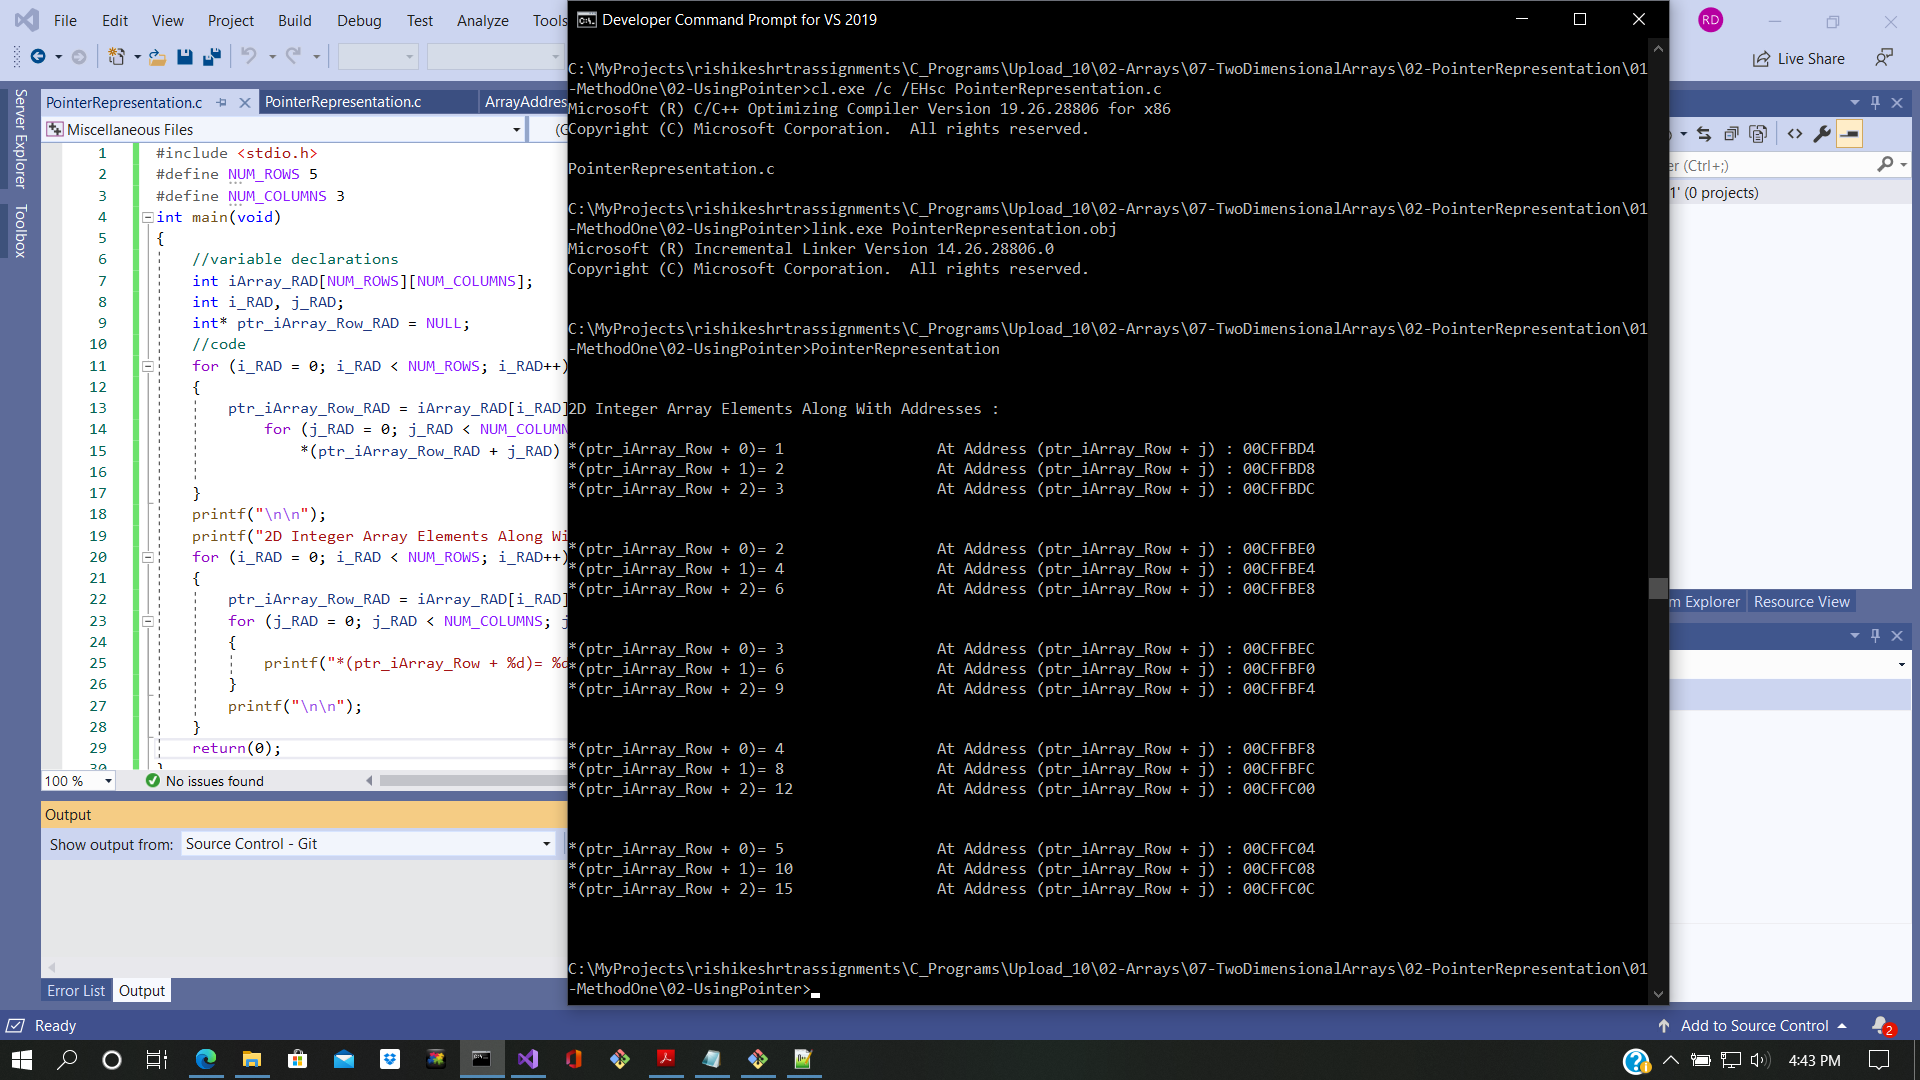 File Edit View Project Build Debug Test Analyze Tools
Developer Command Prompt for VS 2019
RD
Live Share
Server Explorer
Toolbox
PointerRepresentation.c
PointerRepresentation.c
ArrayAddres
Miscellaneous Files
1 #include <stdio.h>
2 #define NUM_ROWS 5
3 #define NUM_COLUMNS 3
4 int main(void)
5 {
6 //variable declarations
7 int iArray_RAD[NUM_ROWS][NUM_COLUMNS];
8 int i_RAD, j_RAD;
9 int* ptr_iArray_Row_RAD = NULL;
10 //code
11 for (i_RAD = 0; i_RAD < NUM_ROWS; i_RAD++)
12 {
13 ptr_iArray_Row_RAD = iArray_RAD[i_RAD]
14 for (j_RAD = 0; j_RAD < NUM_COLUMN
15 *(ptr_iArray_Row_RAD + j_RAD)
16
17 }
18 printf("\n\n");
19 printf("2D Integer Array Elements Along Wi
20 for (i_RAD = 0; i_RAD < NUM_ROWS; i_RAD++)
21 {
22 ptr_iArray_Row_RAD = iArray_RAD[i_RAD]
23 for (j_RAD = 0; j_RAD < NUM_COLUMNS; j
24 {
25 printf("*(ptr_iArray_Row + %d)= %d
26 }
27 printf("\n\n");
28 }
29 return(0);
30 }
100 %
No issues found
Output
Show output from: Source Control - Git
Error List
Output
C:\MyProjects\rishikeshrtrassignments\C_Programs\Upload_10\02-Arrays\07-TwoDimensionalArrays\02-PointerRepresentation\01
-MethodOne\02-UsingPointer>cl.exe /c /EHsc PointerRepresentation.c
Microsoft (R) C/C++ Optimizing Compiler Version 19.26.28806 for x86
Copyright (C) Microsoft Corporation.  All rights reserved.
PointerRepresentation.c
C:\MyProjects\rishikeshrtrassignments\C_Programs\Upload_10\02-Arrays\07-TwoDimensionalArrays\02-PointerRepresentation\01
-MethodOne\02-UsingPointer>link.exe PointerRepresentation.obj
Microsoft (R) Incremental Linker Version 14.26.28806.0
Copyright (C) Microsoft Corporation.  All rights reserved.
C:\MyProjects\rishikeshrtrassignments\C_Programs\Upload_10\02-Arrays\07-TwoDimensionalArrays\02-PointerRepresentation\01
-MethodOne\02-UsingPointer>PointerRepresentation
2D Integer Array Elements Along With Addresses :
*(ptr_iArray_Row + 0)= 1 At Address (ptr_iArray_Row + j) : 00CFFBD4
*(ptr_iArray_Row + 1)= 2 At Address (ptr_iArray_Row + j) : 00CFFBD8
*(ptr_iArray_Row + 2)= 3 At Address (ptr_iArray_Row + j) : 00CFFBDC
*(ptr_iArray_Row + 0)= 2 At Address (ptr_iArray_Row + j) : 00CFFBE0
*(ptr_iArray_Row + 1)= 4 At Address (ptr_iArray_Row + j) : 00CFFBE4
*(ptr_iArray_Row + 2)= 6 At Address (ptr_iArray_Row + j) : 00CFFBE8
*(ptr_iArray_Row + 0)= 3 At Address (ptr_iArray_Row + j) : 00CFFBEC
*(ptr_iArray_Row + 1)= 6 At Address (ptr_iArray_Row + j) : 00CFFBF0
*(ptr_iArray_Row + 2)= 9 At Address (ptr_iArray_Row + j) : 00CFFBF4
*(ptr_iArray_Row + 0)= 4 At Address (ptr_iArray_Row + j) : 00CFFBF8
*(ptr_iArray_Row + 1)= 8 At Address (ptr_iArray_Row + j) : 00CFFBFC
*(ptr_iArray_Row + 2)= 12 At Address (ptr_iArray_Row + j) : 00CFFC00
*(ptr_iArray_Row + 0)= 5 At Address (ptr_iArray_Row + j) : 00CFFC04
*(ptr_iArray_Row + 1)= 10 At Address (ptr_iArray_Row + j) : 00CFFC08
*(ptr_iArray_Row + 2)= 15 At Address (ptr_iArray_Row + j) : 00CFFC0C
C:\MyProjects\rishikeshrtrassignments\C_Programs\Upload_10\02-Arrays\07-TwoDimensionalArrays\02-PointerRepresentation\01
-MethodOne\02-UsingPointer>
er (Ctrl+;)
1' (0 projects)
m Explorer
Resource View
Ready
Add to Source Control
2
4:43 PM